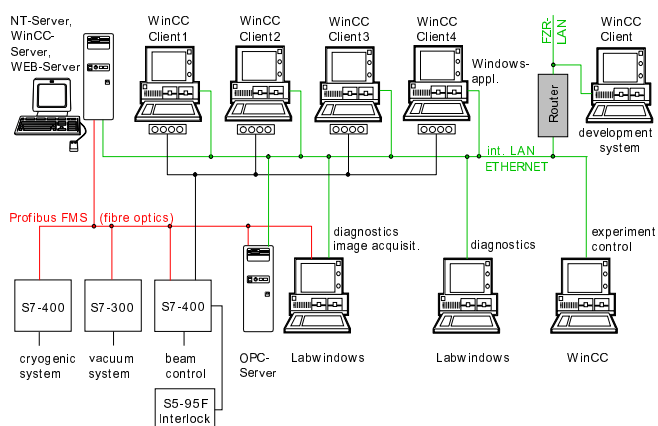 NT-Server,
WinCC-
Server,
WEB-Server
WinCC
Client1
WinCC
Client2
WinCC
Client3
WinCC
Client4
Windows-
appl.
FZR-
LAN
Router
WinCC
Client
development
system
int. LAN
ETHERNET
Profibus FMS (fibre optics)
diagnostics
image acquisit.
diagnostics
experiment
control
S7-400
S7-300
S7-400
cryogenic
system
vacuum
system
beam
control
OPC-
Server
Labwindows
Labwindows
WinCC
S5-95F
Interlock